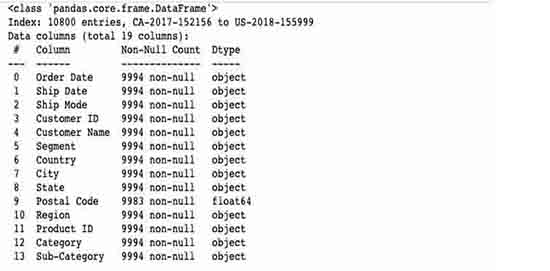 <class 'pandas.core.frame.DataFrame'>
Index: 10800 entries, CA-2017-152156 to US-2018-155999
Data columns (total 19 columns):
 #   Column         Non-Null Count  Dtype
---  ------         --------------  -----
 0   Order Date     9994 non-null   object
 1   Ship Date      9994 non-null   object
 2   Ship Mode      9994 non-null   object
 3   Customer ID    9994 non-null   object
 4   Customer Name  9994 non-null   object
 5   Segment        9994 non-null   object
 6   Country        9994 non-null   object
 7   City           9994 non-null   object
 8   State          9994 non-null   object
 9   Postal Code    9983 non-null   float64
 10  Region         9994 non-null   object
 11  Product ID     9994 non-null   object
 12  Category       9994 non-null   object
 13  Sub-Category   9994 non-null   object